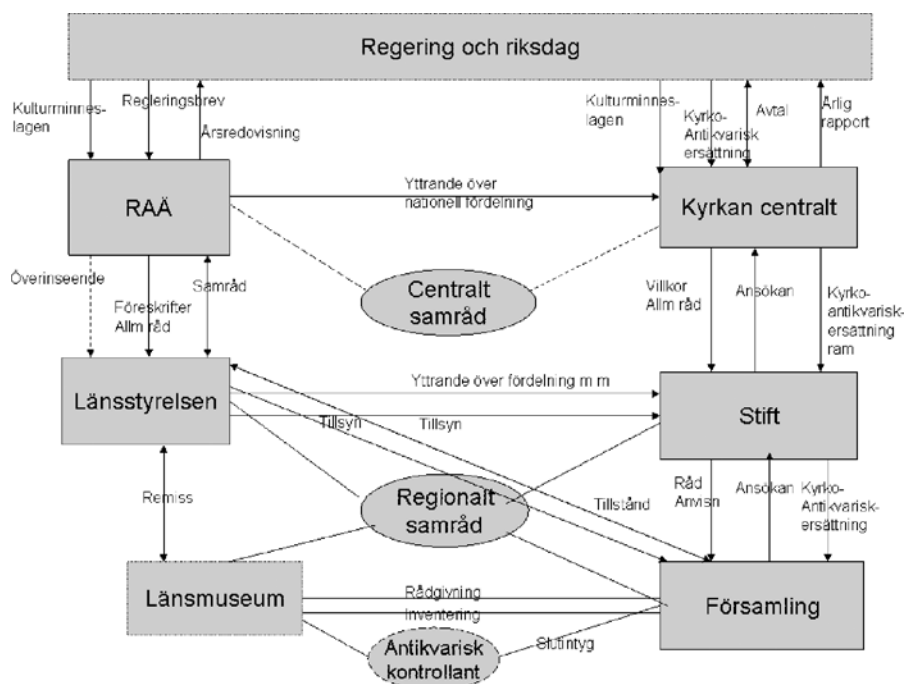 Regering och riksdag
Kulturminnes-
lagen
Regleringsbrev
Årsredovisning
Kulturminnes-
lagen
Kyrko-
Antikvarisk
ersättning
Avtal
Årlig
rapport
RAÄ
Yttrande över
nationell fördelning
Kyrkan centralt
Överinseende
Föreskrifter
Allm råd
Samråd
Centralt
samråd
Villkor
Allm råd
Ansökan
Kyrko-
antikvarisk-
ersättning
ram
Länsstyrelsen
Yttrande över fördelning m m
Tillsyn
Tillsyn
Stift
Remiss
Regionalt
samråd
Tillstånd
Råd
Anvisn
Ansökan
Kyrko-
Antikvarisk-
ersättning
Länsmuseum
Rådgivning
Inventering
Församling
Antikvarisk
kontrollant
Slutintyg